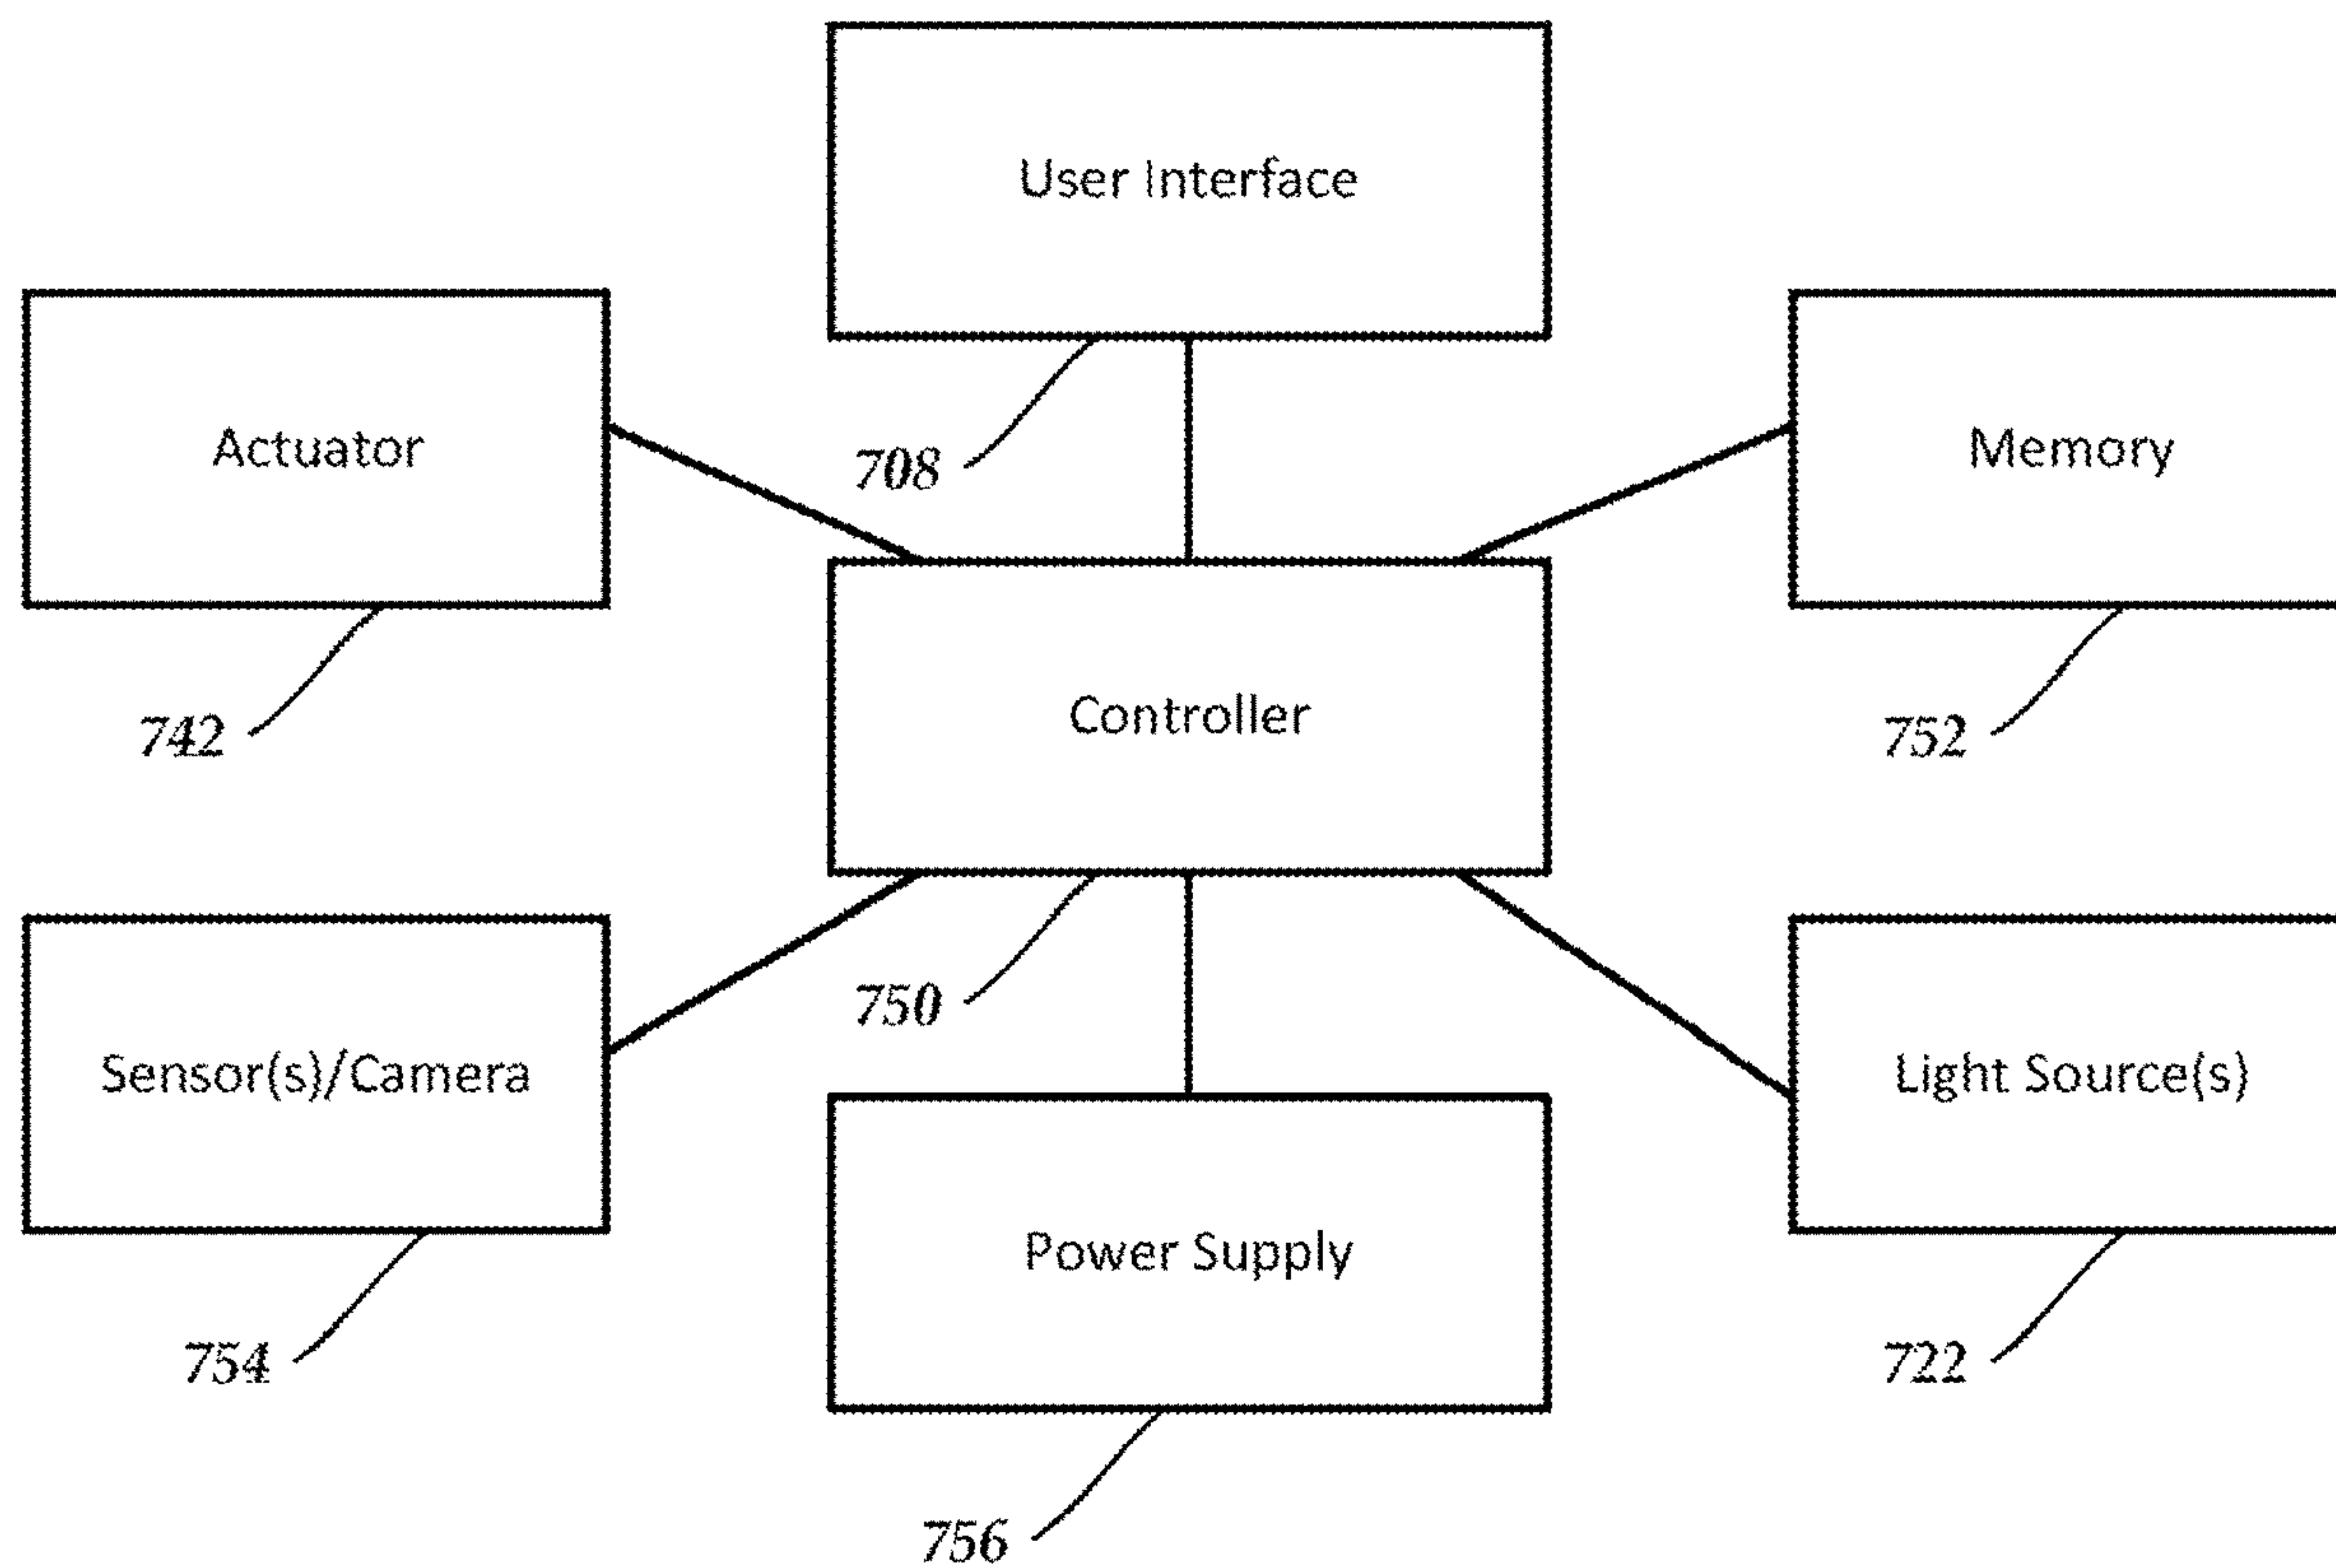 User Interface
Actuator
Memory
708
Controller
742
752
750
Sensor(s)/Camera
Light Source(s)
Power Supply
754
722
756